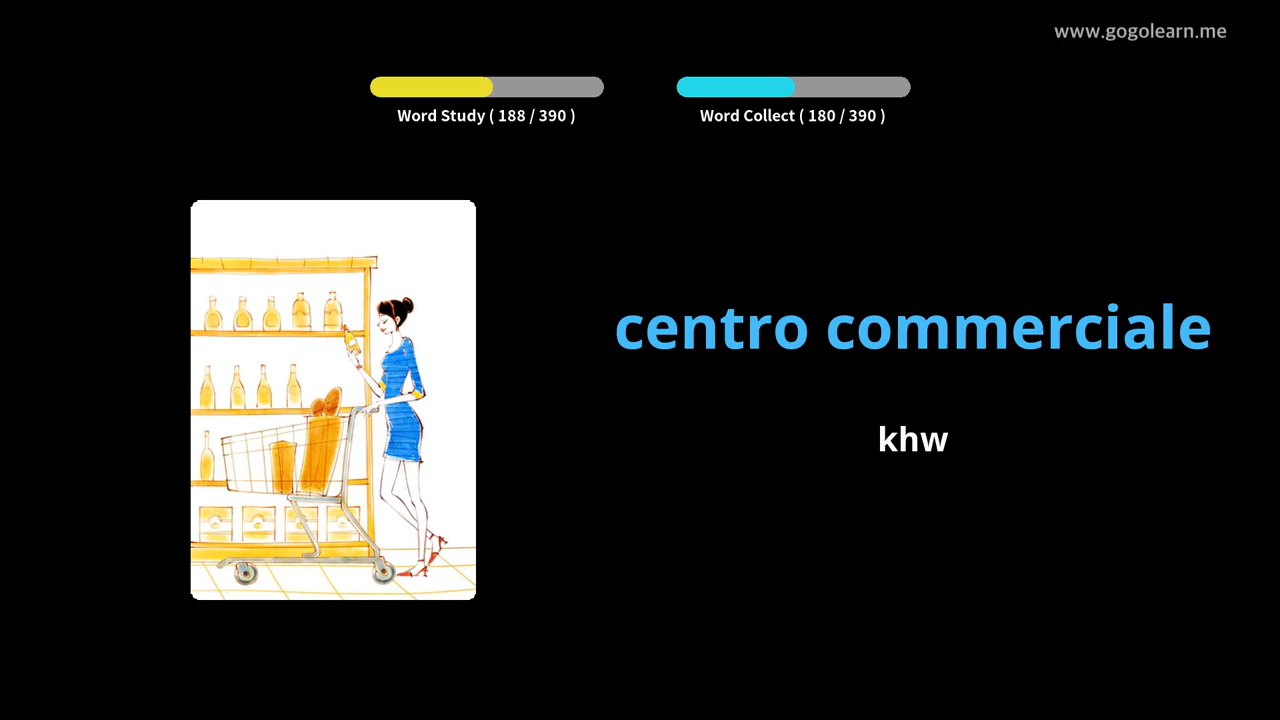 www.gogolearn.me
Word Study ( 188 / 390 )
Word Collect ( 180 / 390 )
centro commerciale
khw